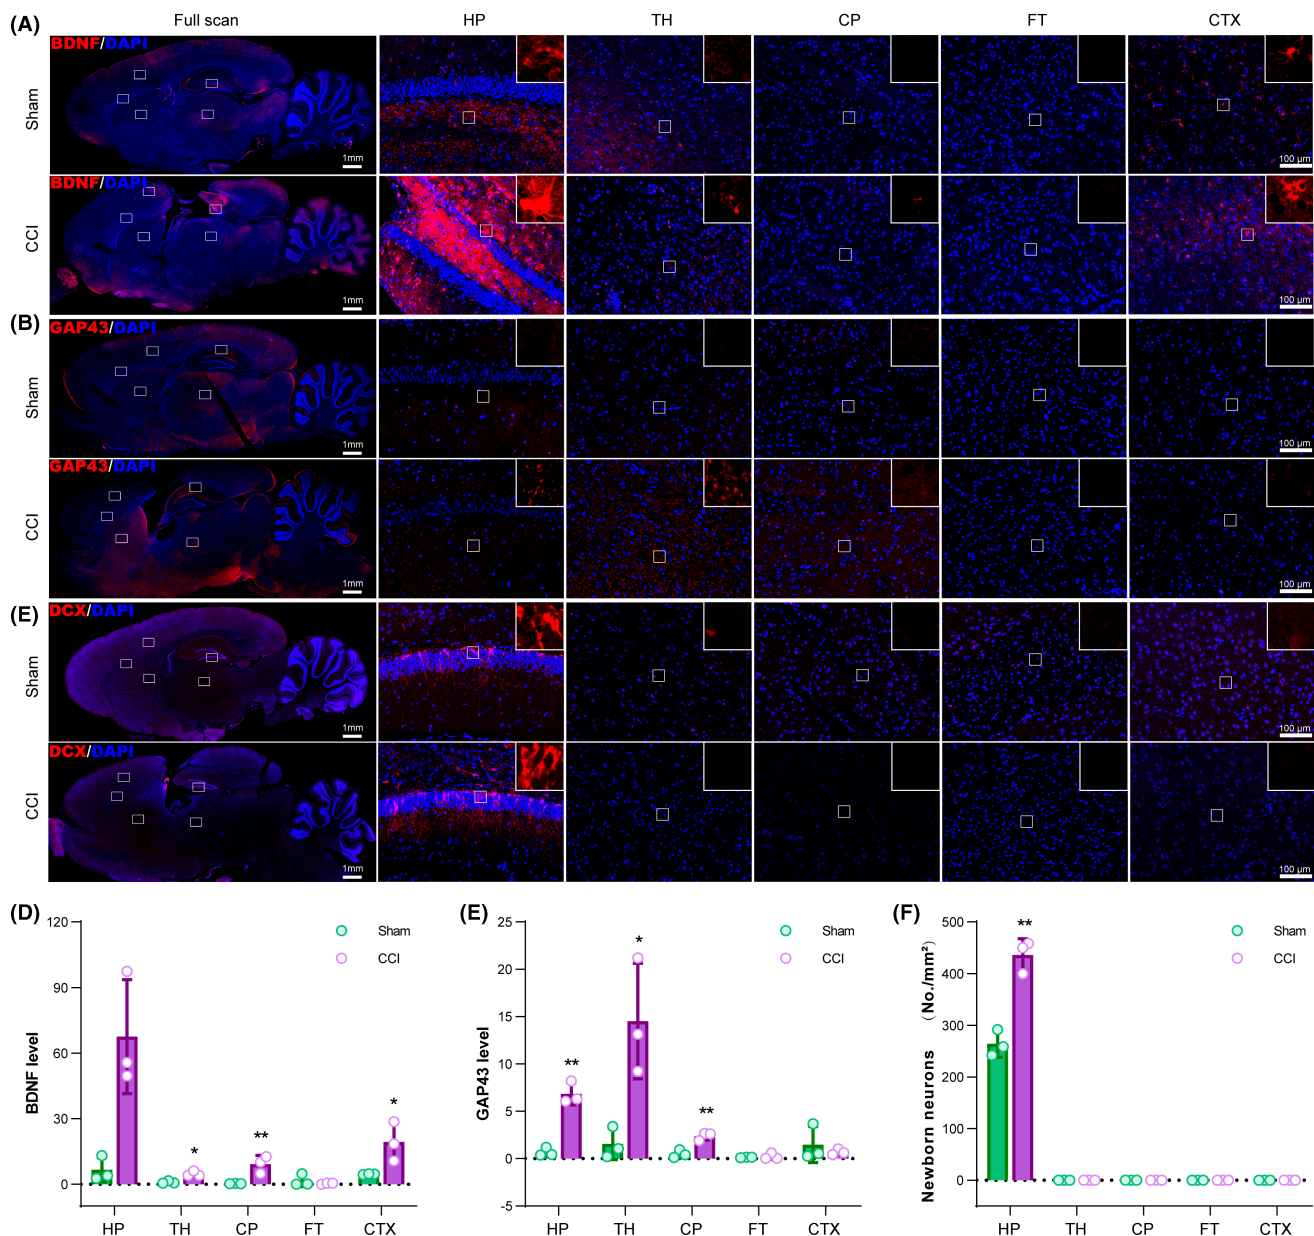 (A) Full scan HP TH CP FT CTX
BDNF/DAPI
Sham
1mm
100 µm
BDNF/DAPI
CCI
1mm
100 µm
(B)
GAP43/DAPI
Sham
1mm
100 µm
GAP43/DAPI
CCI
1mm
100 µm
(E)
DCX/DAPI
Sham
1mm
100 µm
DCX/DAPI
CCI
1mm
100 µm
(D)
BDNF level
120
90
60
30
0
Sham
CCI
* ** *
HP TH CP FT CTX
(E)
GAP43 level
25
20
15
10
5
0
-5
Sham
CCI
** * **
HP TH CP FT CTX
(F)
Newborn neurons (No./mm²)
500
400
300
200
100
0
Sham
CCI
**
HP TH CP FT CTX